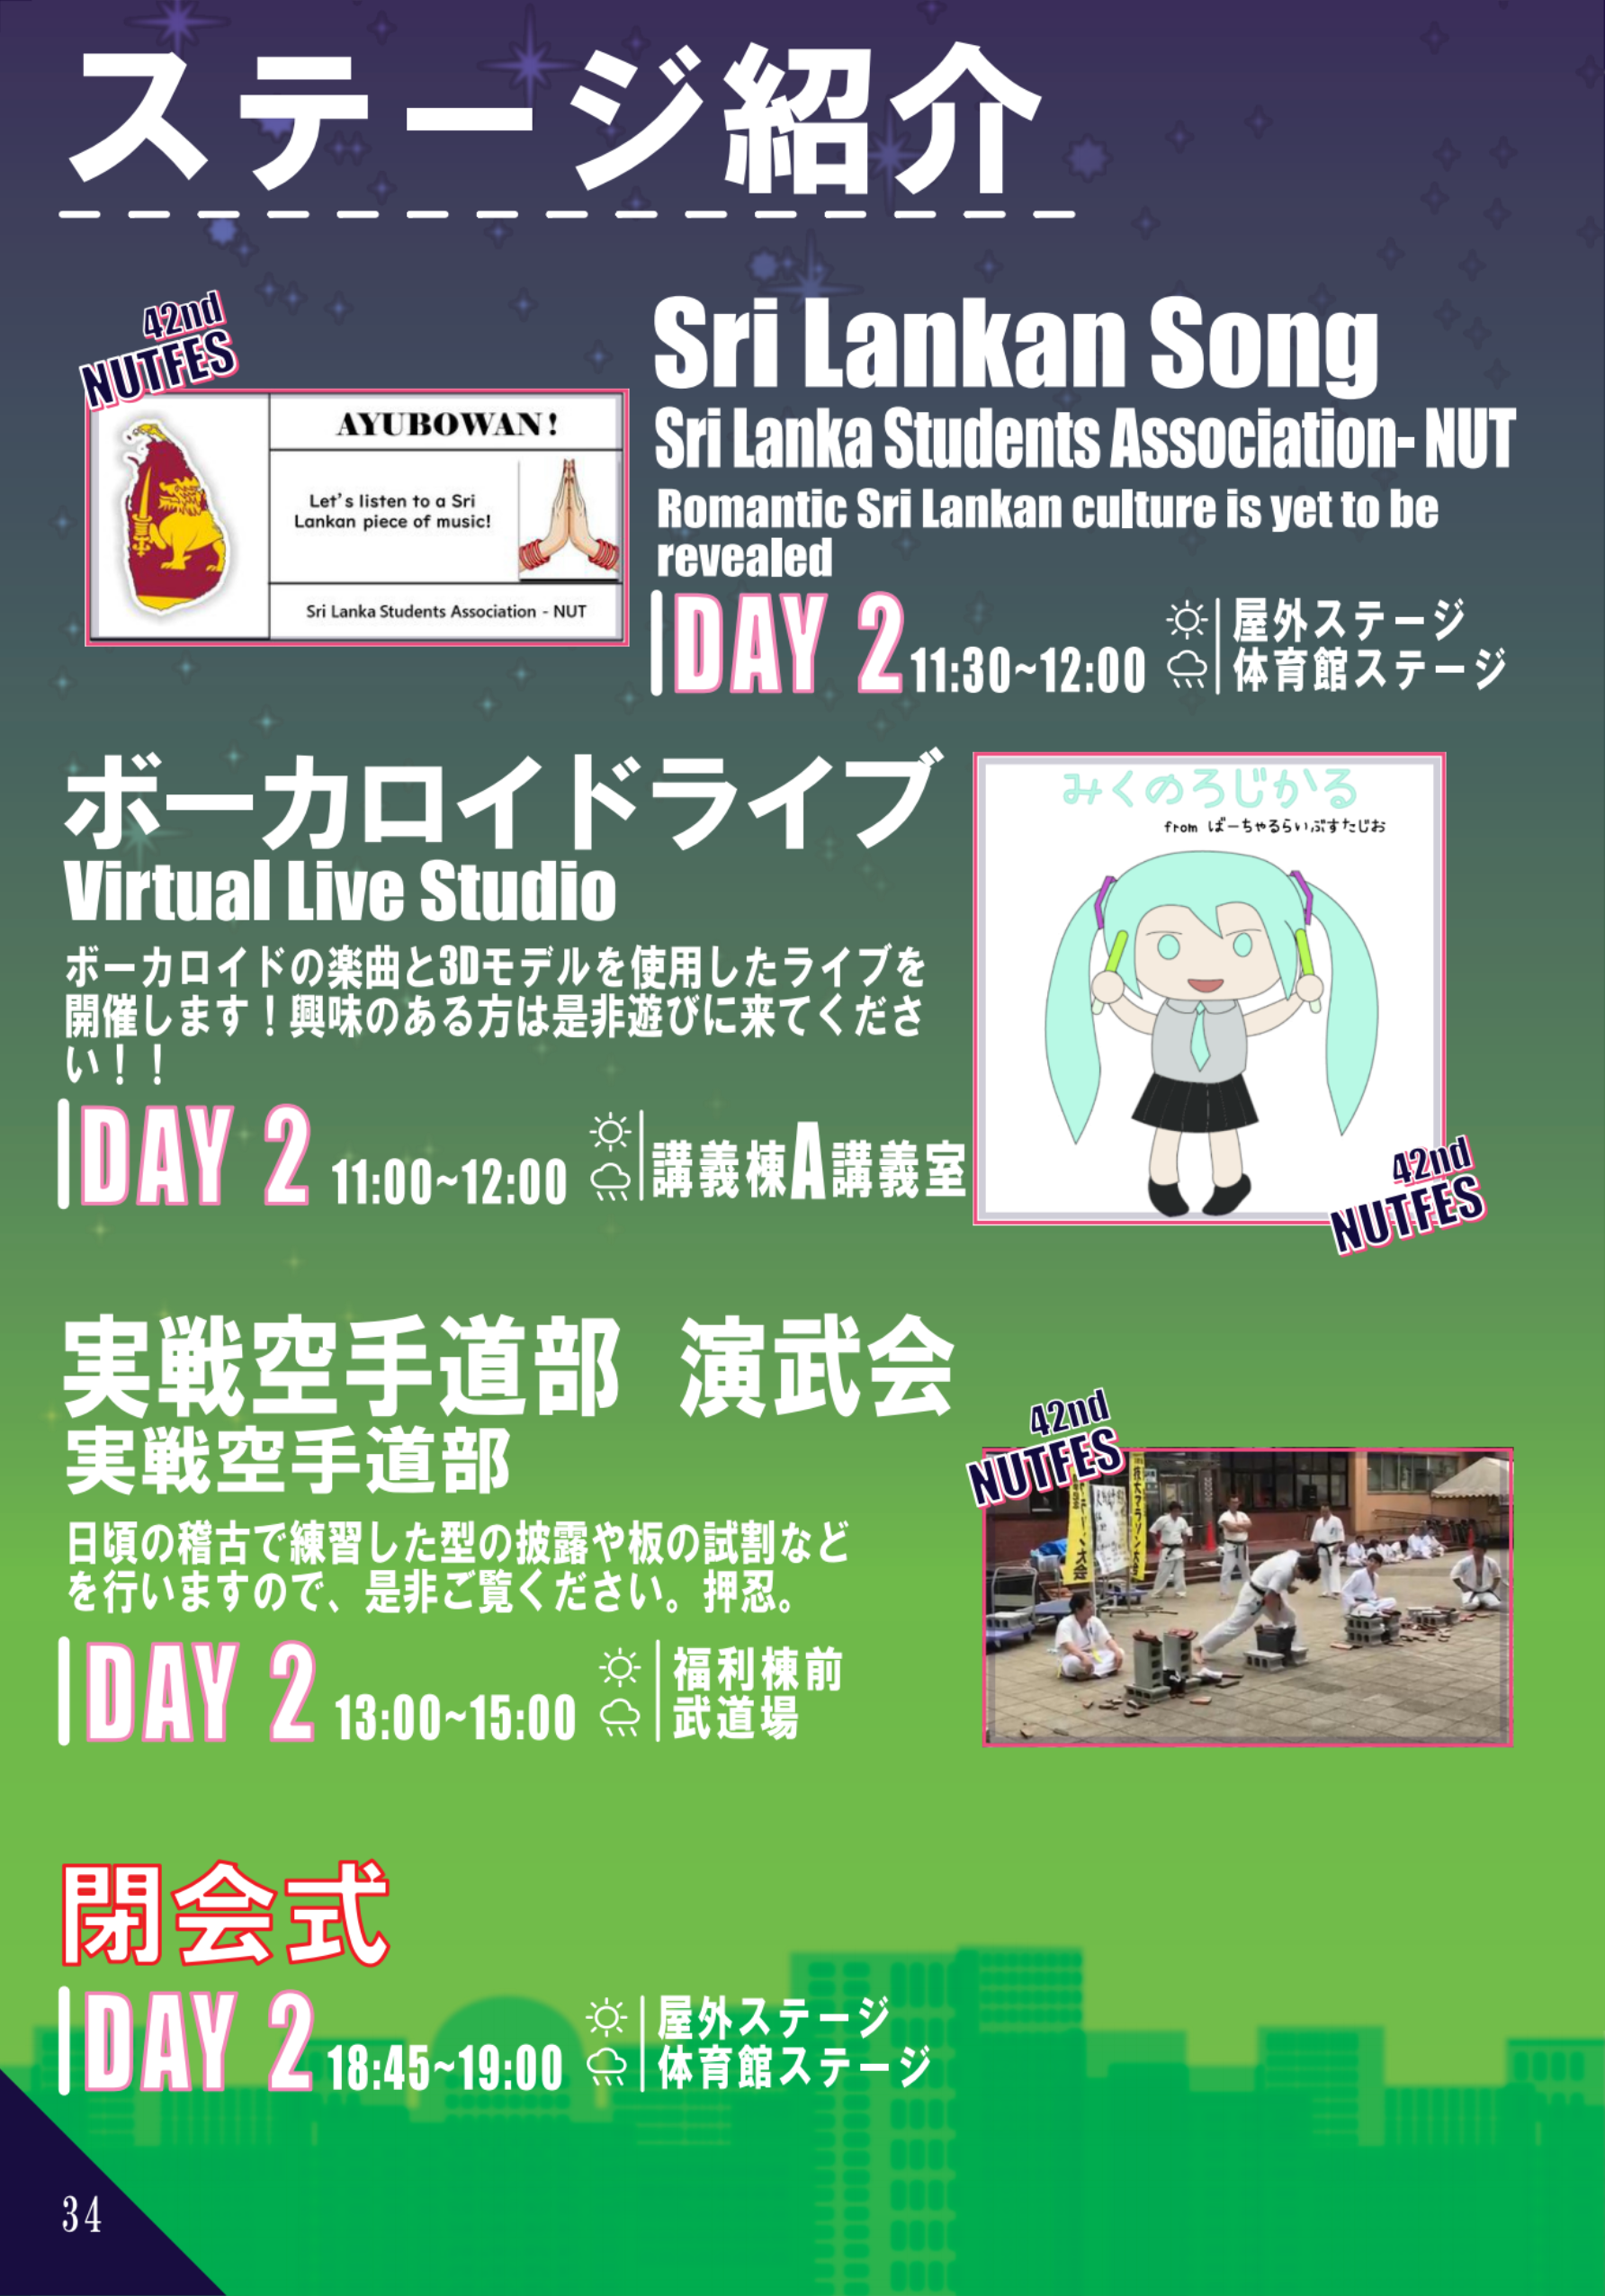 ステージ紹介
42nd
NUTFES
AYUBOWAN!
Let's listen to a Sri
Lankan piece of music!
Sri Lanka Students Association - NUT
Sri Lankan Song
Sri Lanka Students Association- NUT
Romantic Sri Lankan culture is yet to be
revealed
DAY 2 11:30~12:00
屋外ステージ
体育館ステージ
ボーカロイドライブ
Virtual Live Studio
ボーカロイドの楽曲と3Dモデルを使用したライブを
開催します！興味のある方は是非遊びに来てくださ
い！！
DAY 2 11:00~12:00 講義棟A講義室
みくのろじかる
from ばーちゃるらいぶすたじお
42nd
NUTFES
実戦空手道部 演武会
実戦空手道部
日頃の稽古で練習した型の披露や板の試割など
を行いますので、是非ご覧ください。押忍。
DAY 2 13:00~15:00
福利棟前
武道場
42nd
NUTFES
閉会式
DAY 2 18:45~19:00
屋外ステージ
体育館ステージ
34